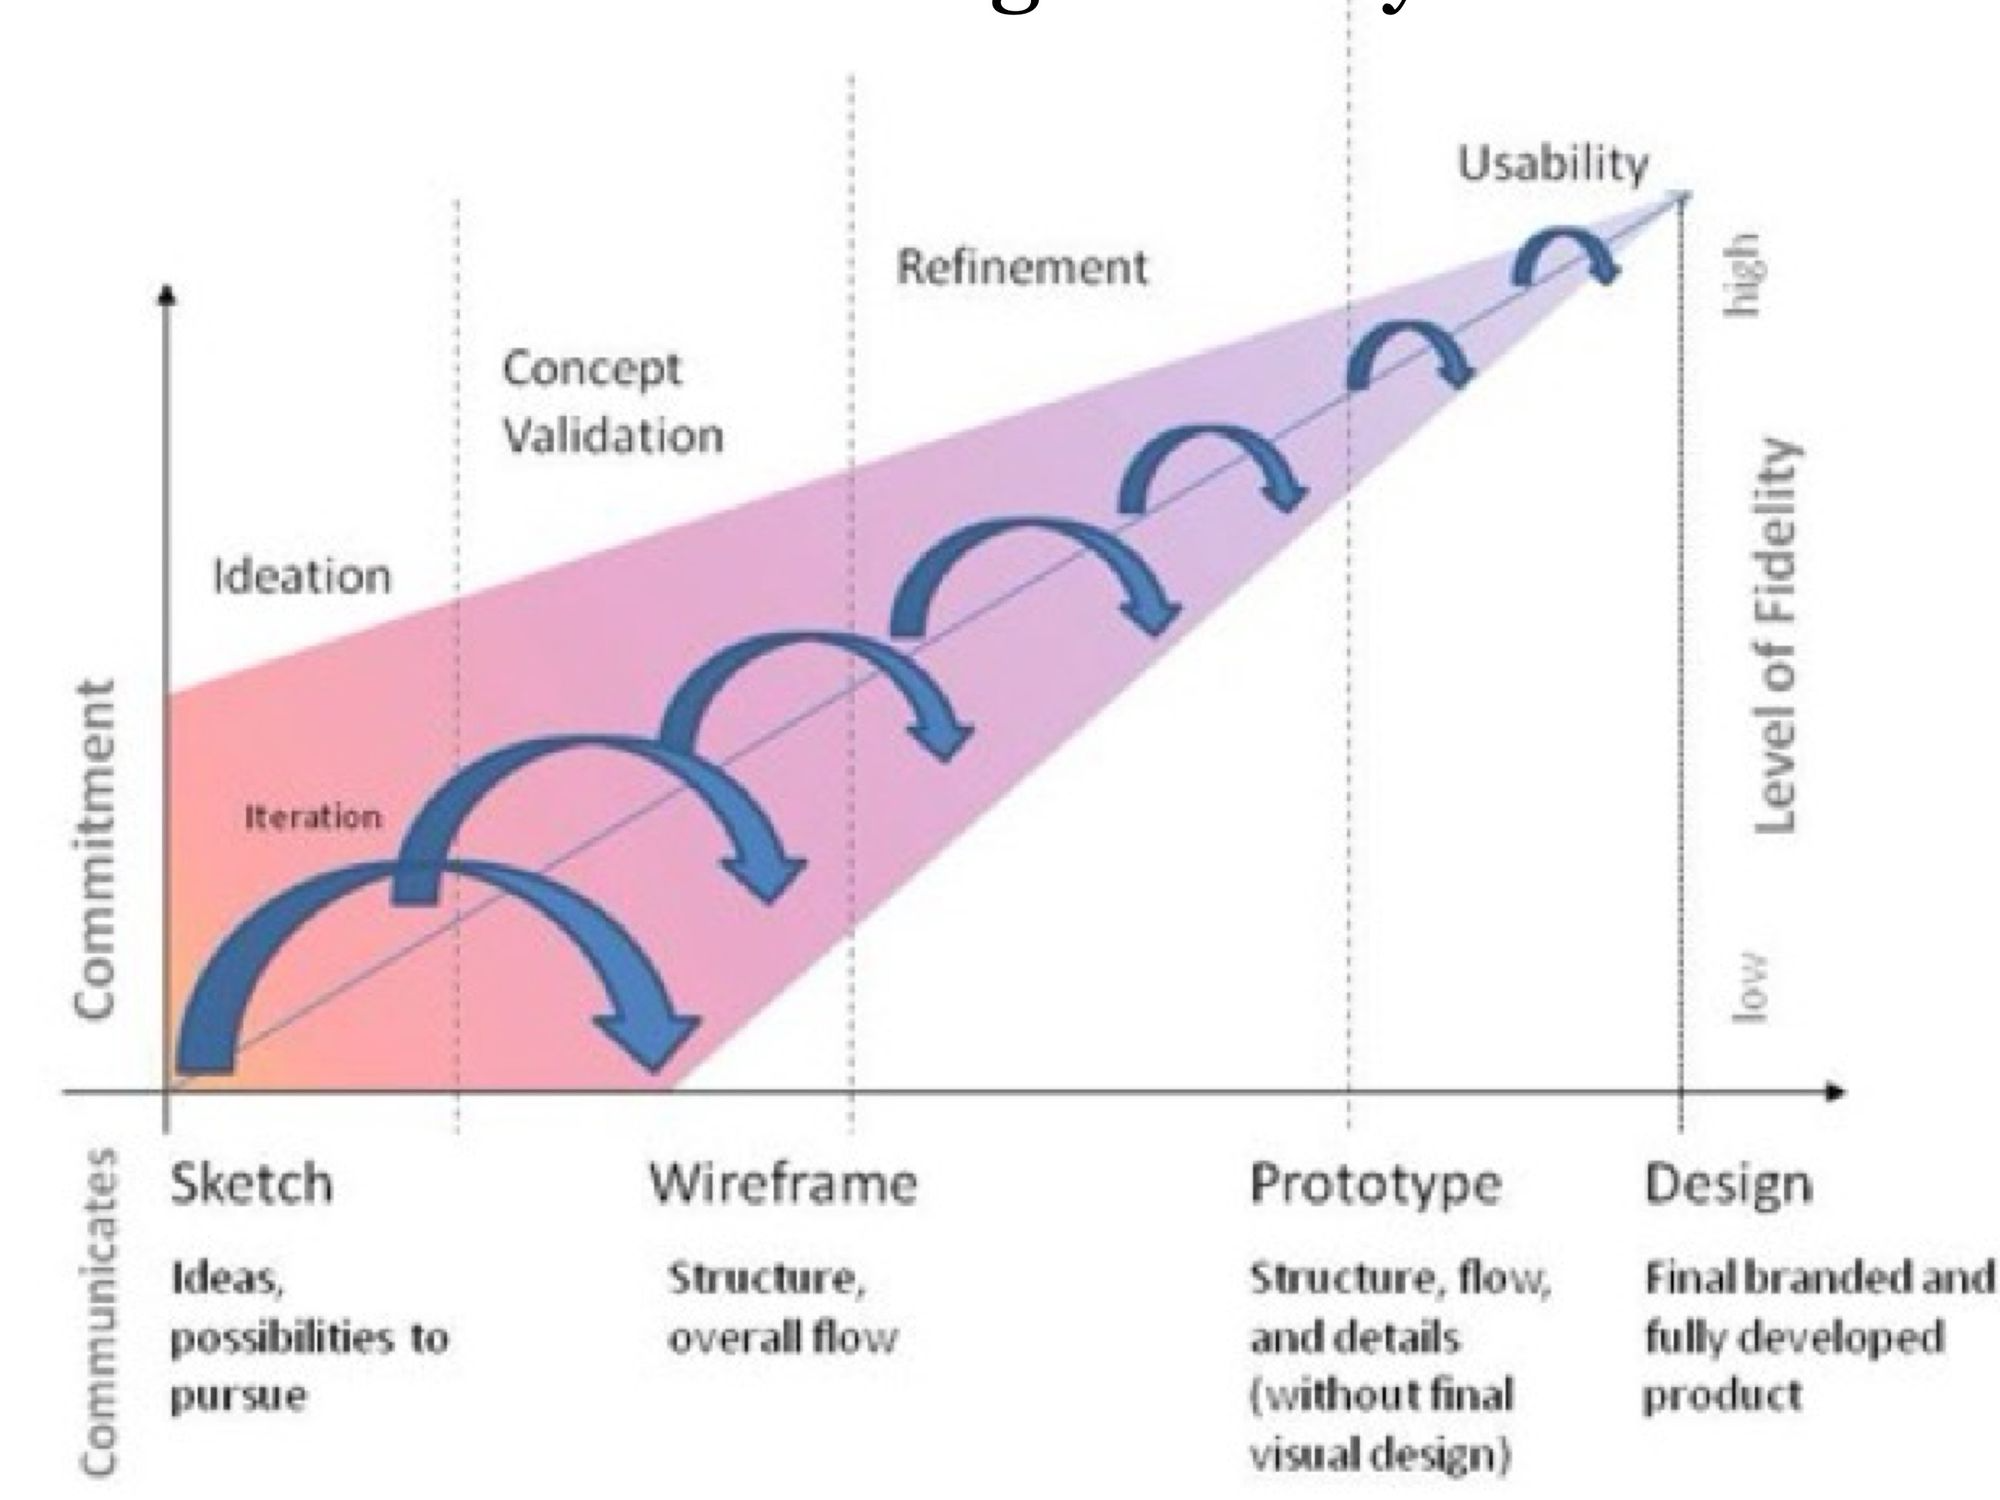 Usability
Refinement
Concept
Validation
Ideation
Iteration
Commitment
high
Level of Fidelity
low
Communicates
Sketch
Ideas,
possibilities to
pursue
Wireframe
Structure,
overall flow
Prototype
Structure, flow,
and details
(without final
visual design)
Design
Final branded and
fully developed
product